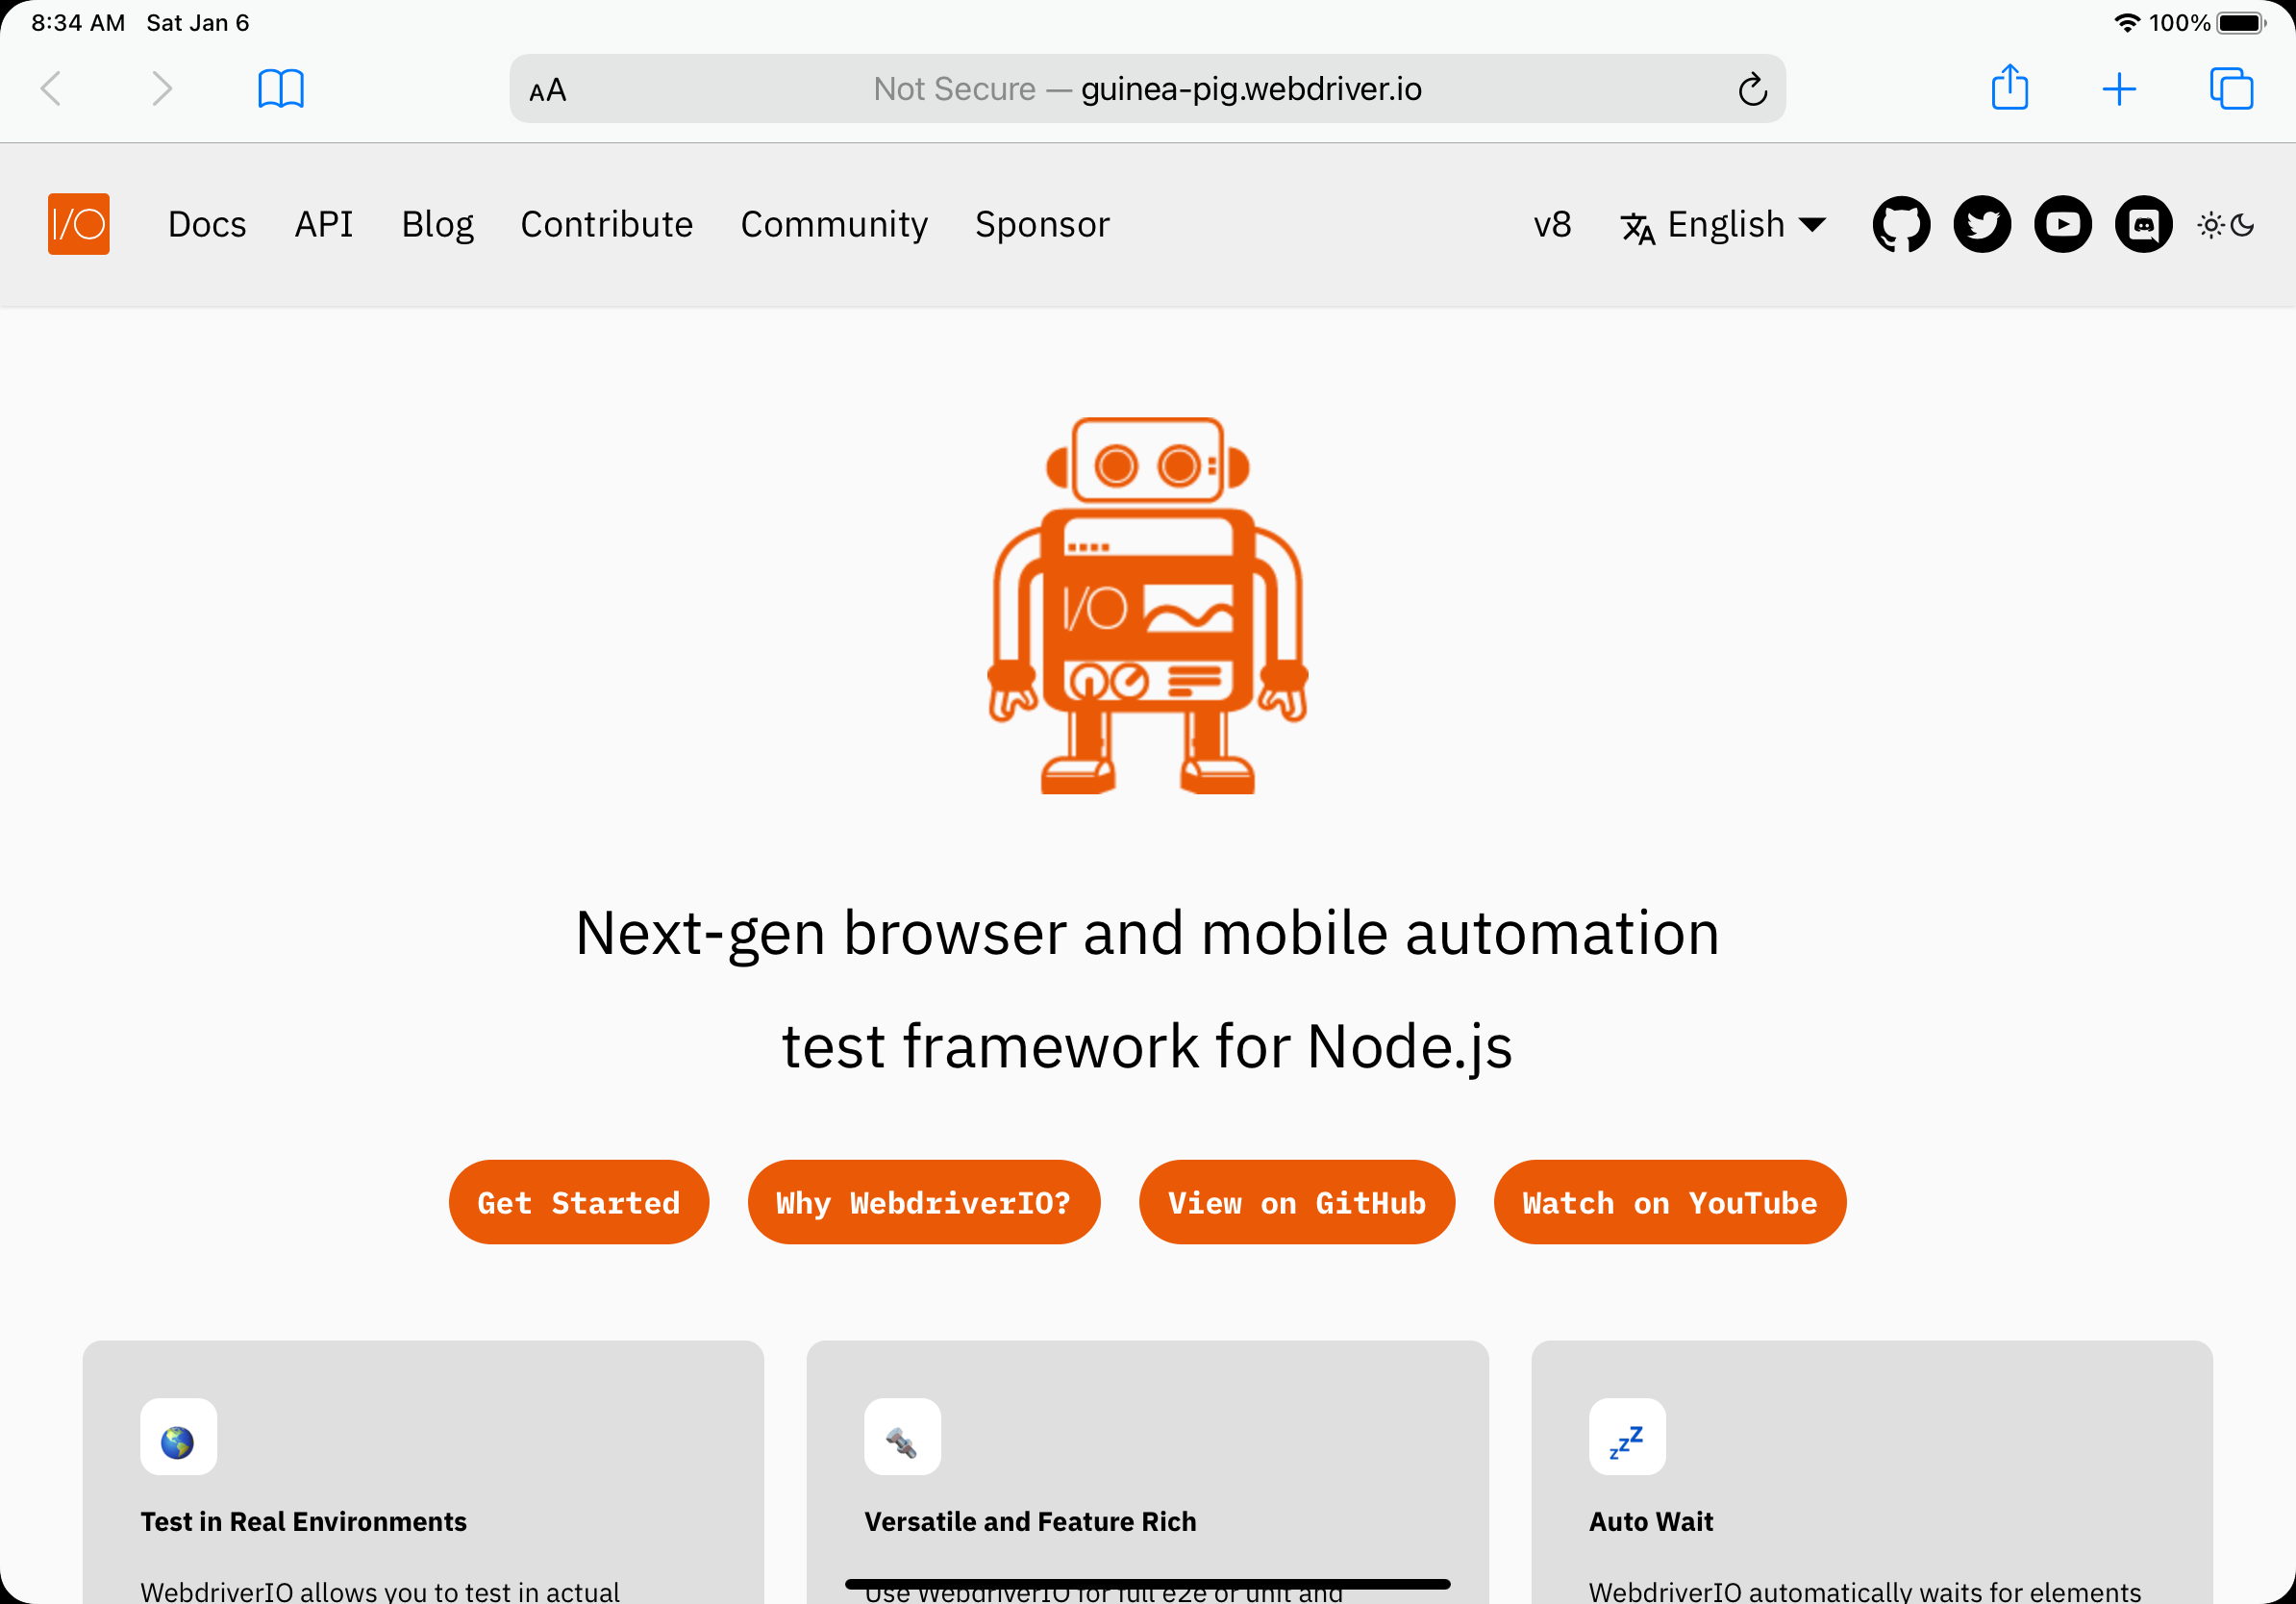 8:34 AM Sat Jan 6 100%
AA Not Secure — guinea-pig.webdriver.io
I/O Docs API Blog Contribute Community Sponsor v8 English
I/O
Next-gen browser and mobile automation
test framework for Node.js
Get Started Why WebdriverIO? View on GitHub Watch on YouTube
zzZ
Test in Real Environments Versatile and Feature Rich Auto Wait
WebdriverIO allows you to test in actual Use WebdriverIO for full e2e or unit and WebdriverIO automatically waits for elements